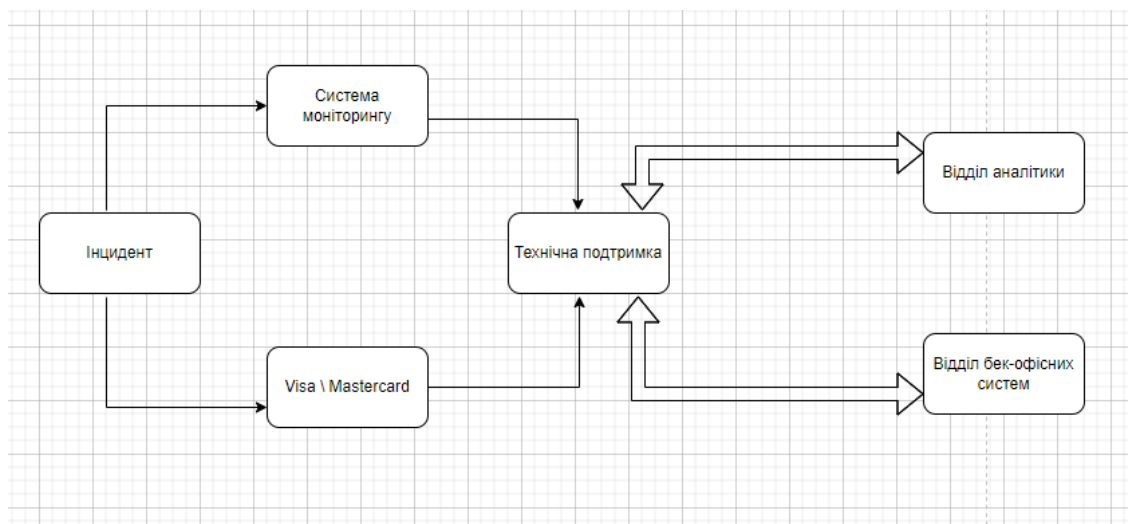 Система
моніторингу
Відділ аналітики
Інцидент
Технічна подтримка
Visa \ Mastercard
Відділ бек-офісних
систем